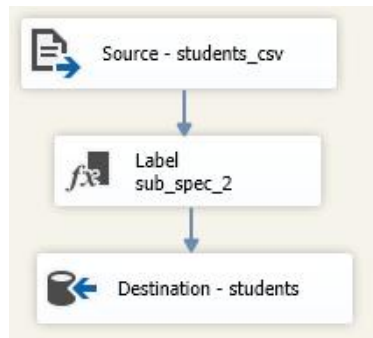 Source - students_csv
Label
sub_spec_2
Destination - students